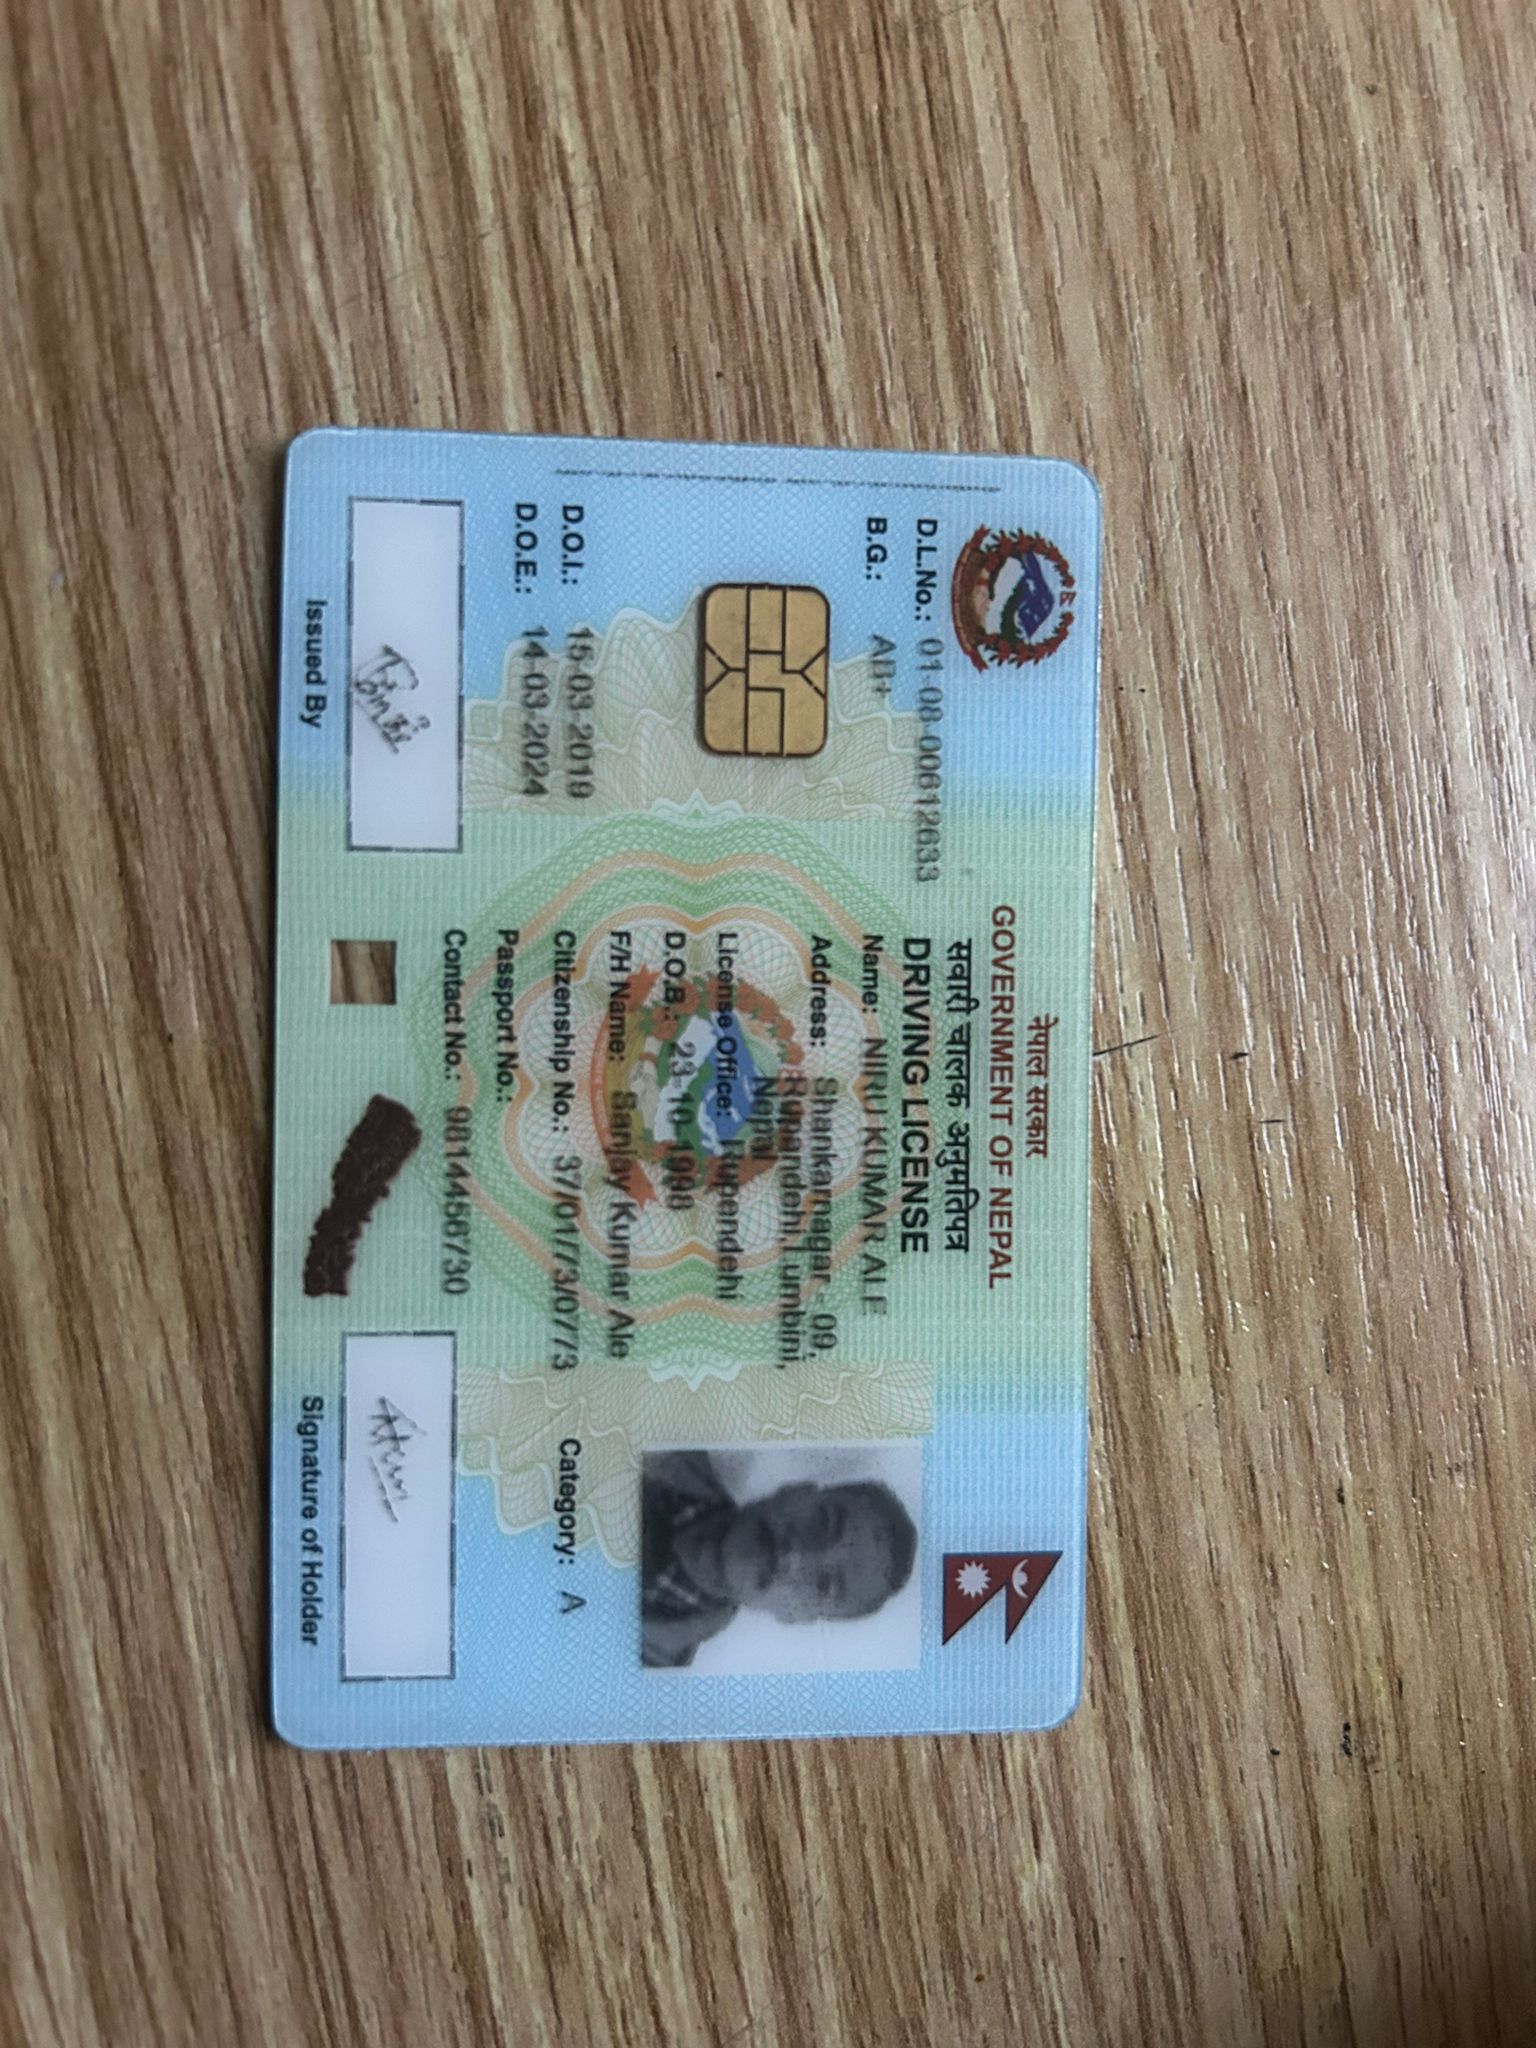 नेपाल सरकार
GOVERNMENT OF NEPAL
सवारी चालक अनुमतिपत्र
DRIVING LICENSE
D.L.No.: 01-08-00612633
B.G.: AB+
Name: NIRU KUMAR ALE
Address: Shankarnagar - 09,
Rupandehi,Lumbini,
Nepal
License Office: Rupendehi
D.O.B.: 23-10-1998
F/H Name: Sanjay Kumar Ale
D.O.I.: 15-03-2019
Citizenship No.: 37/01/73/0773
Category: A
D.O.E.: 14-03-2024
Passport No.:
Contact No.: 9814456730
Issued By
Signature of Holder